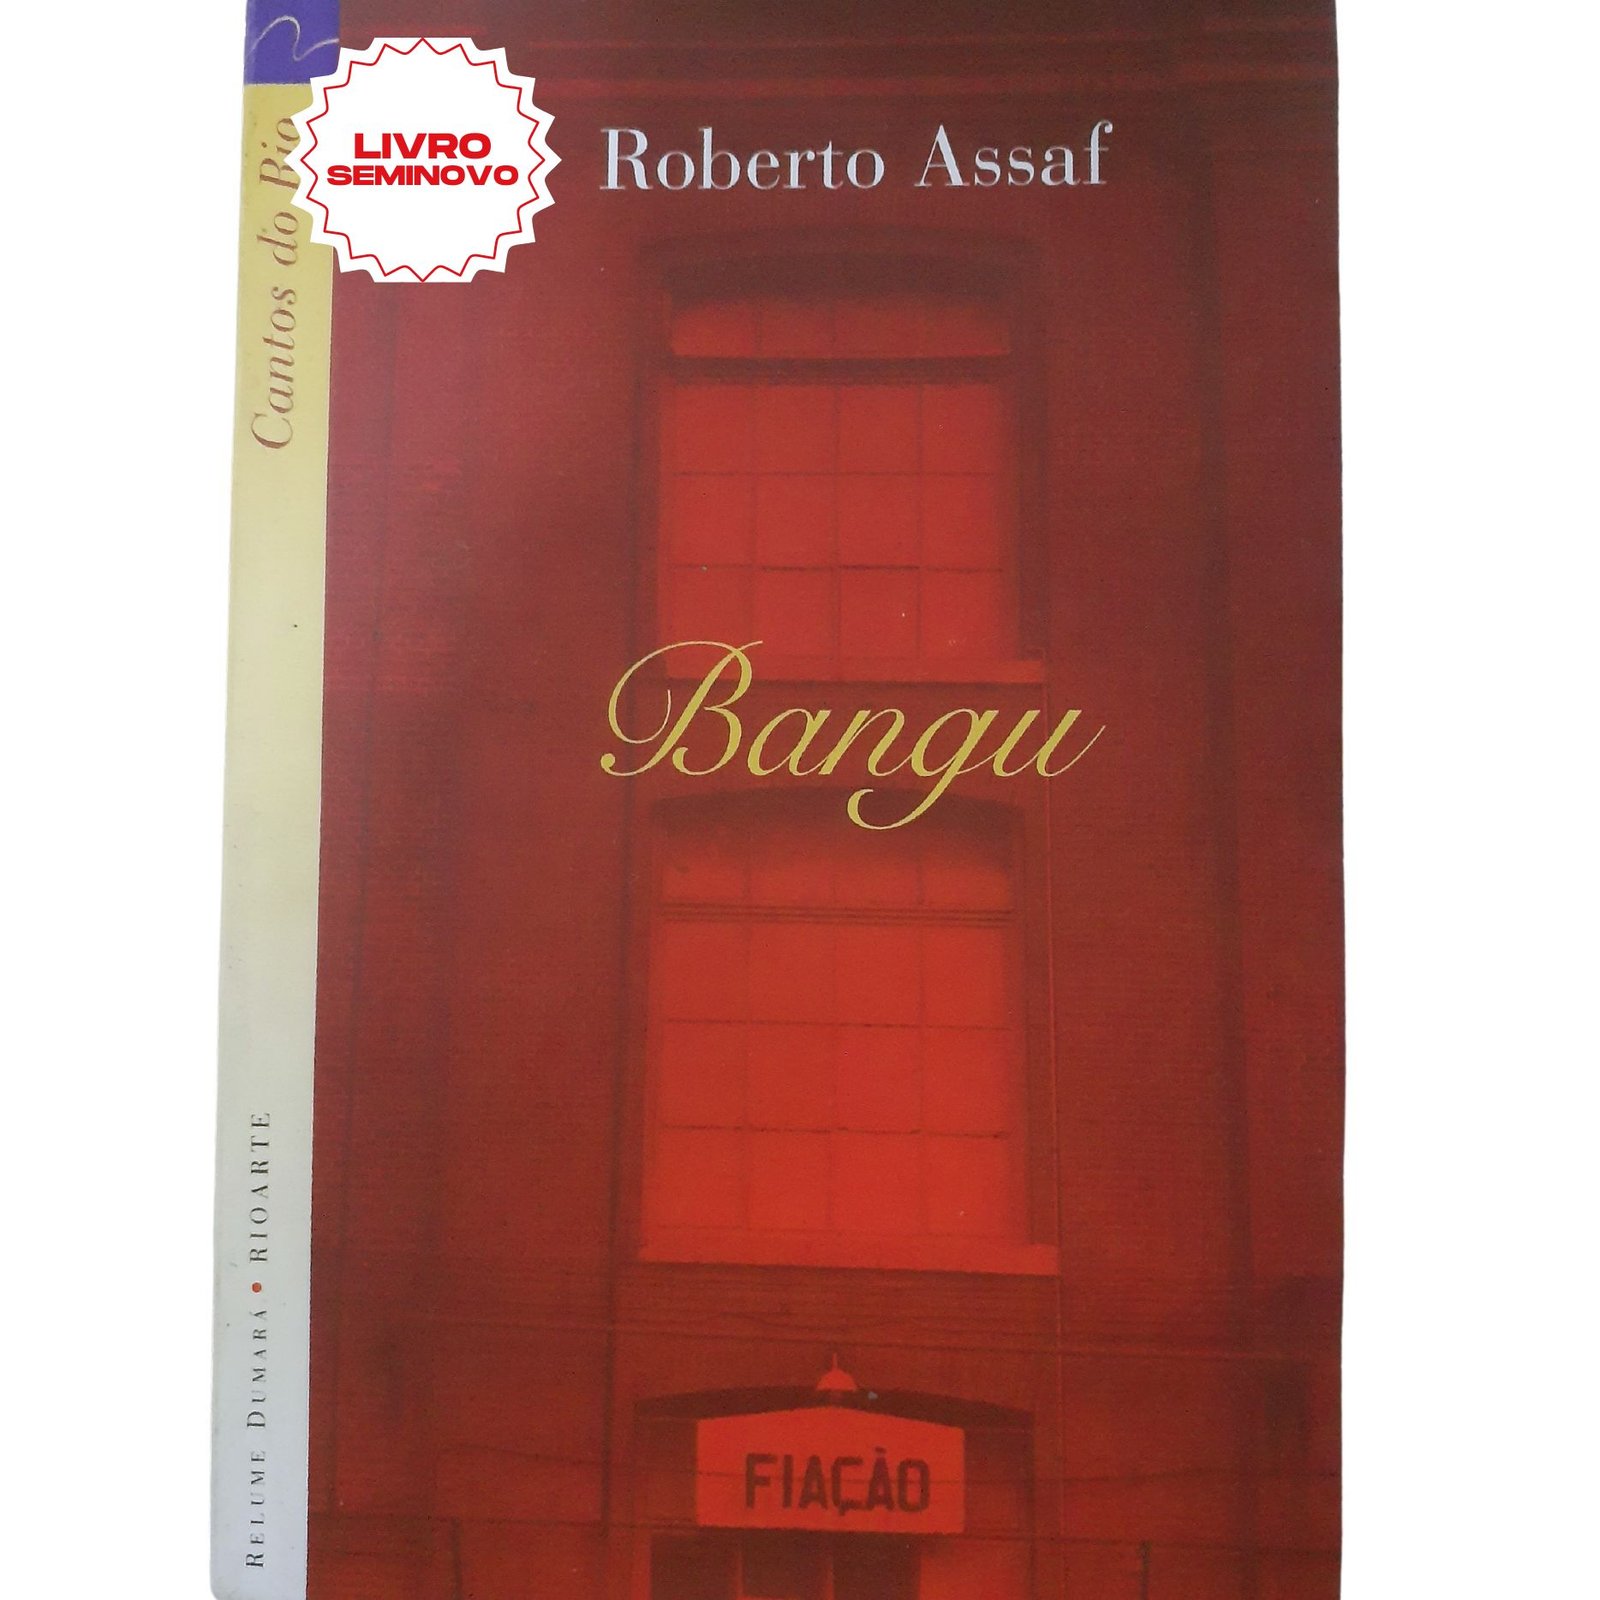 LIVRO
SEMINOVO
Roberto Assaf
Cantos do Rio
Bangu
RELUME DUMARÁ • RIOARTE
FIAÇÃO